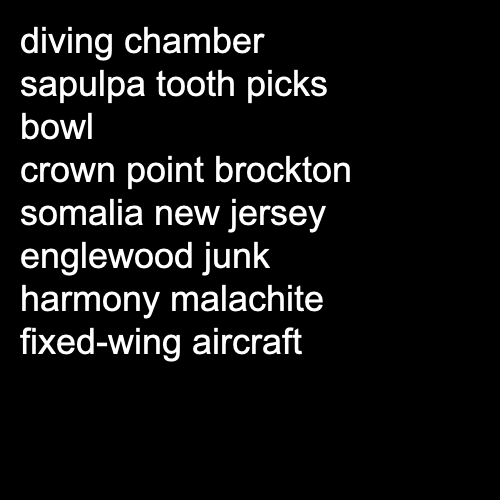 diving chamber
sapulpa tooth picks
bowl
crown point brockton
somalia new jersey
englewood junk
harmony malachite
fixed-wing aircraft